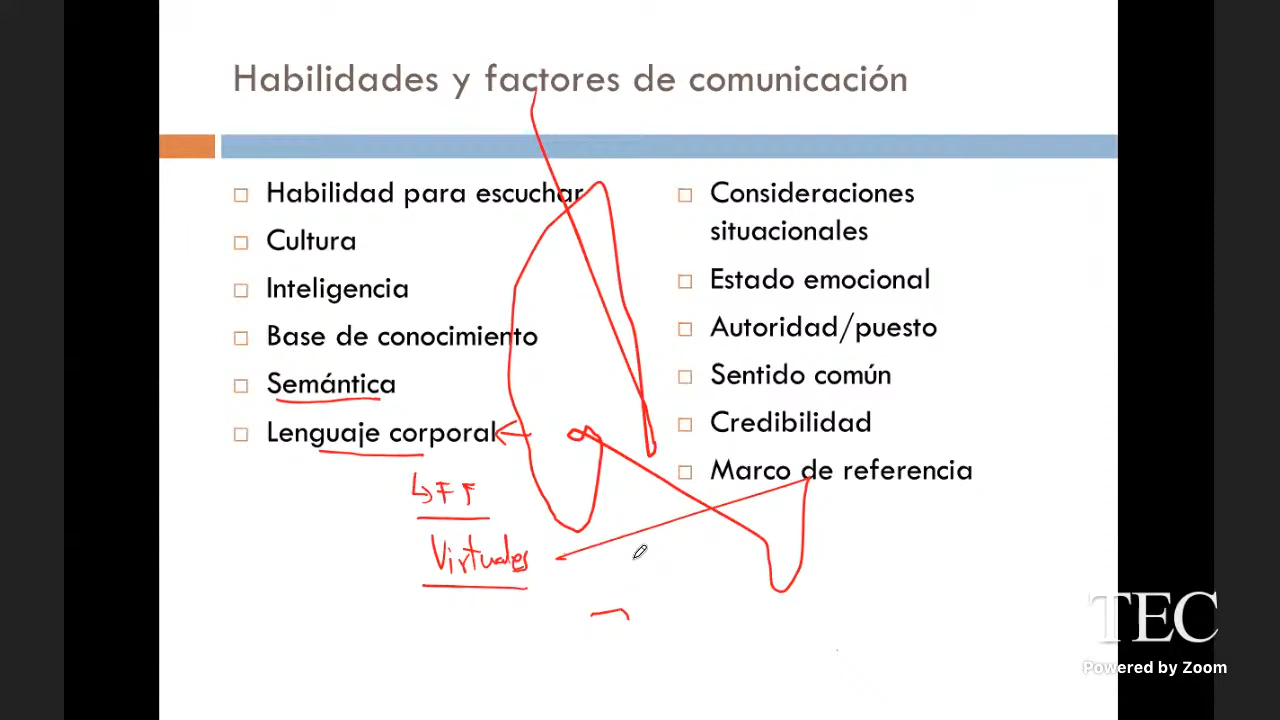 Habilidades y factores de comunicación
Habilidad para escuchar
Cultura
Inteligencia
Base de conocimiento
Semántica
Lenguaje corporal
FF
Virtuales
Consideraciones
situacionales
Estado emocional
Autoridad/puesto
Sentido común
Credibilidad
Marco de referencia
TEC
Powered by Zoom